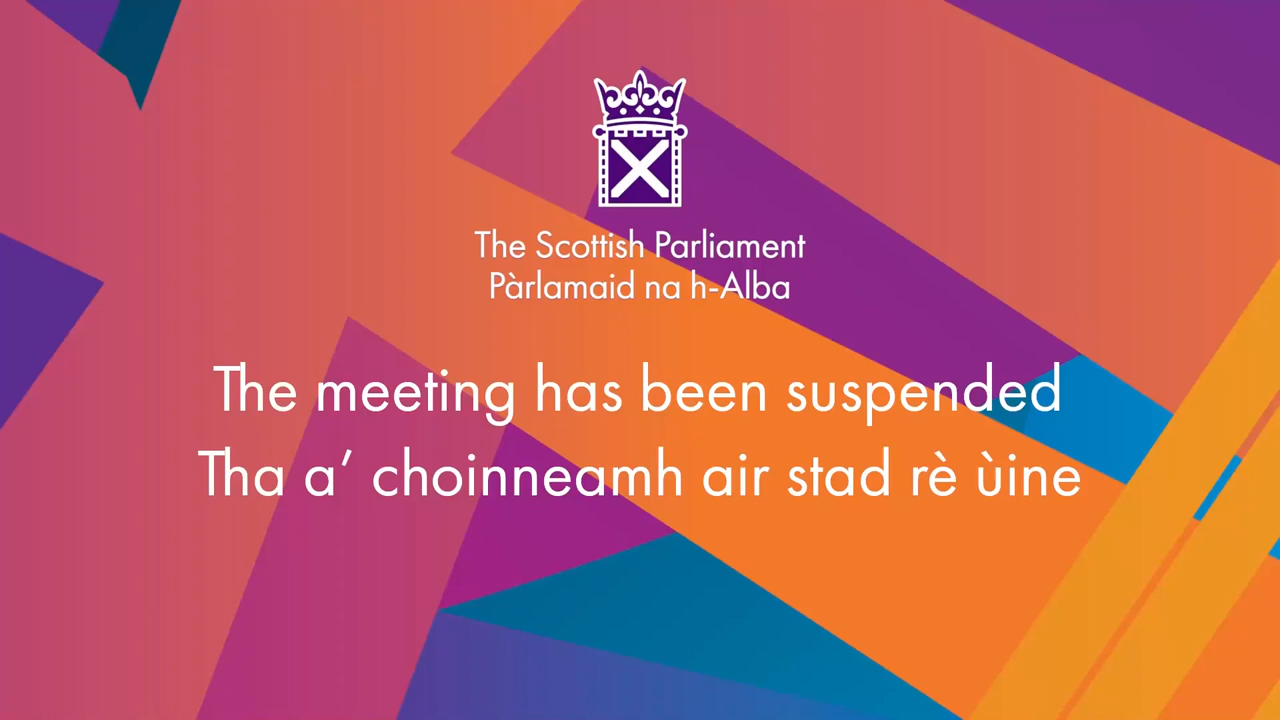 The Scottish Parliament
Pàrlamaid na h-Alba
The meeting has been suspended
Tha a’ choinneamh air stad rè ùine